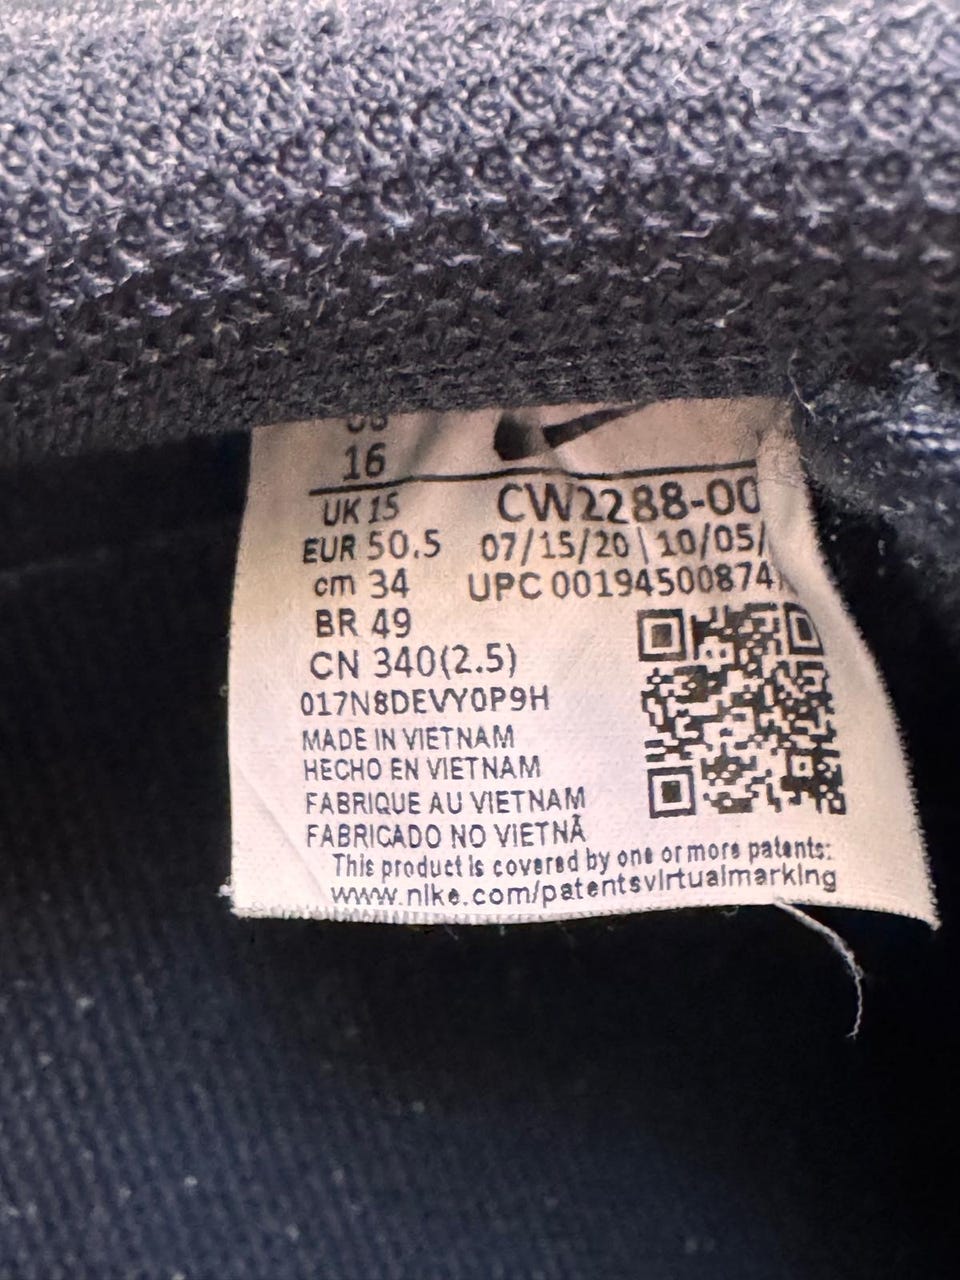 16
UK 15
CW2288-00
EUR 50.5
07/15/20 \ 10/05/
cm 34
UPC 00194500874
BR 49
CN 340(2.5)
017N8DEVY0P9H
MADE IN VIETNAM
HECHO EN VIETNAM
FABRIQUE AU VIETNAM
FABRICADO NO VIETNÃ
This product is covered by one or more patents:
www.nike.com/patentsvirtualmarking